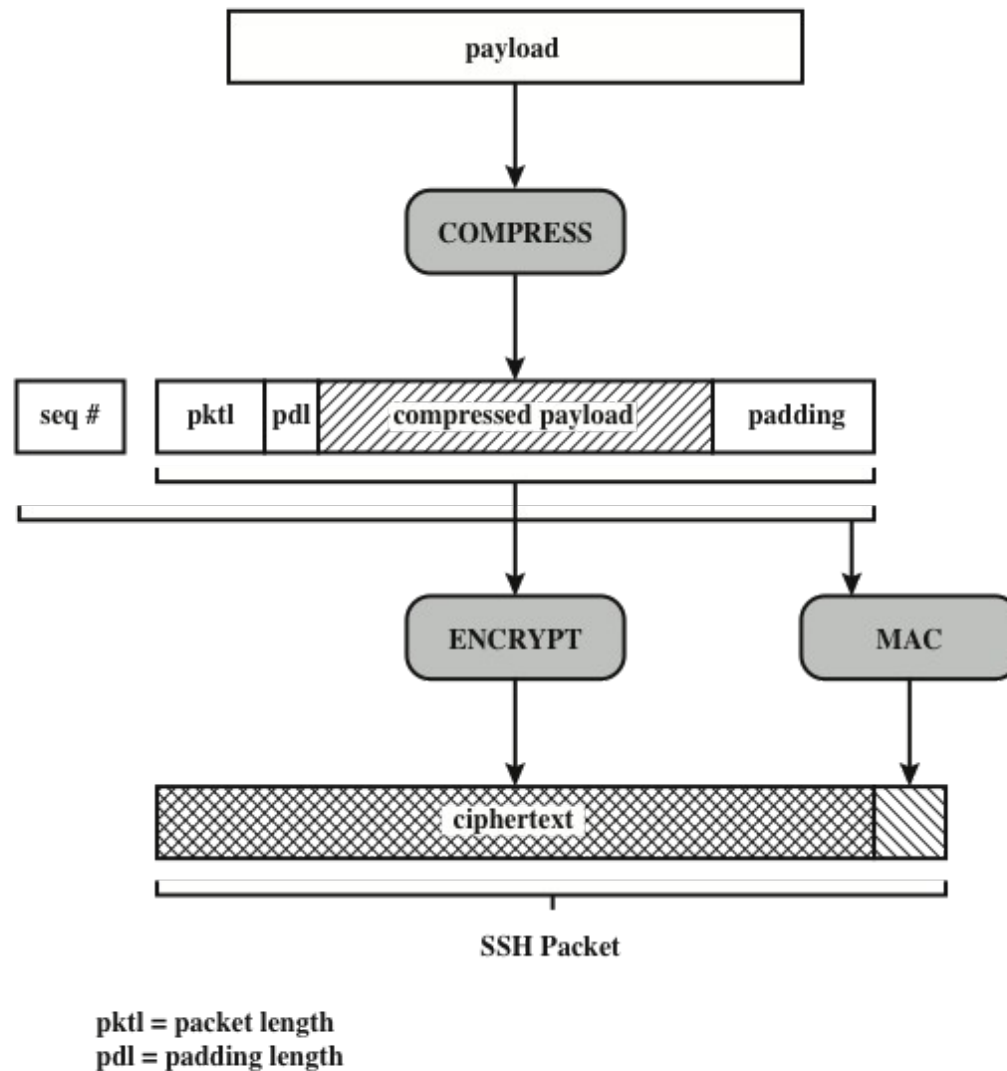 payload
COMPRESS
seq # pktl pdl compressed payload padding
ENCRYPT MAC
ciphertext
SSH Packet
pktl = packet length
pdl = padding length